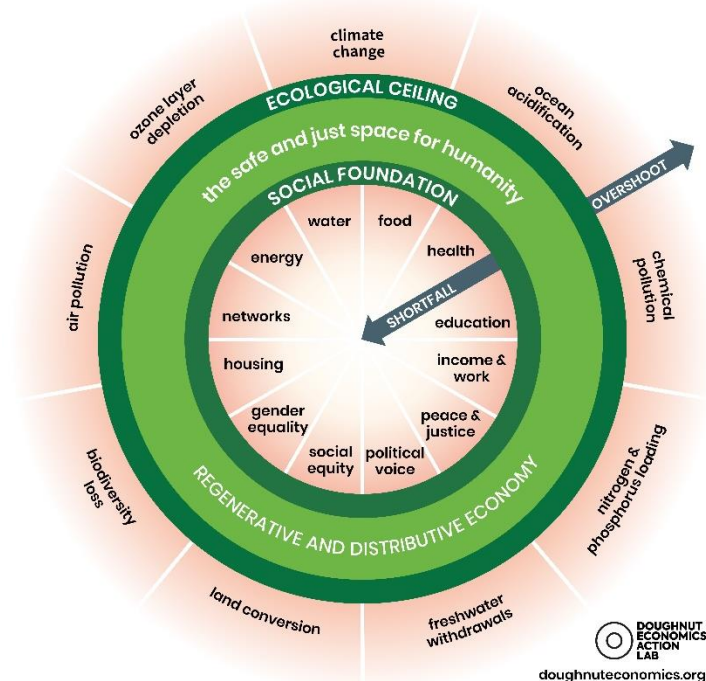 climate
change
ocean
acidification
chemical
pollution
nitrogen &
phosphorus loading
freshwater
withdrawals
land conversion
biodiversity
loss
air pollution
ozone layer
depletion
ECOLOGICAL CEILING
the safe and just space for humanity
SOCIAL FOUNDATION
OVERSHOOT
SHORTFALL
water
food
health
education
income &
work
peace &
justice
political
voice
social
equity
gender
equality
housing
networks
energy
REGENERATIVE AND DISTRIBUTIVE ECONOMY
DOUGHNUT
ECONOMICS
ACTION
LAB
doughnuteconomics.org